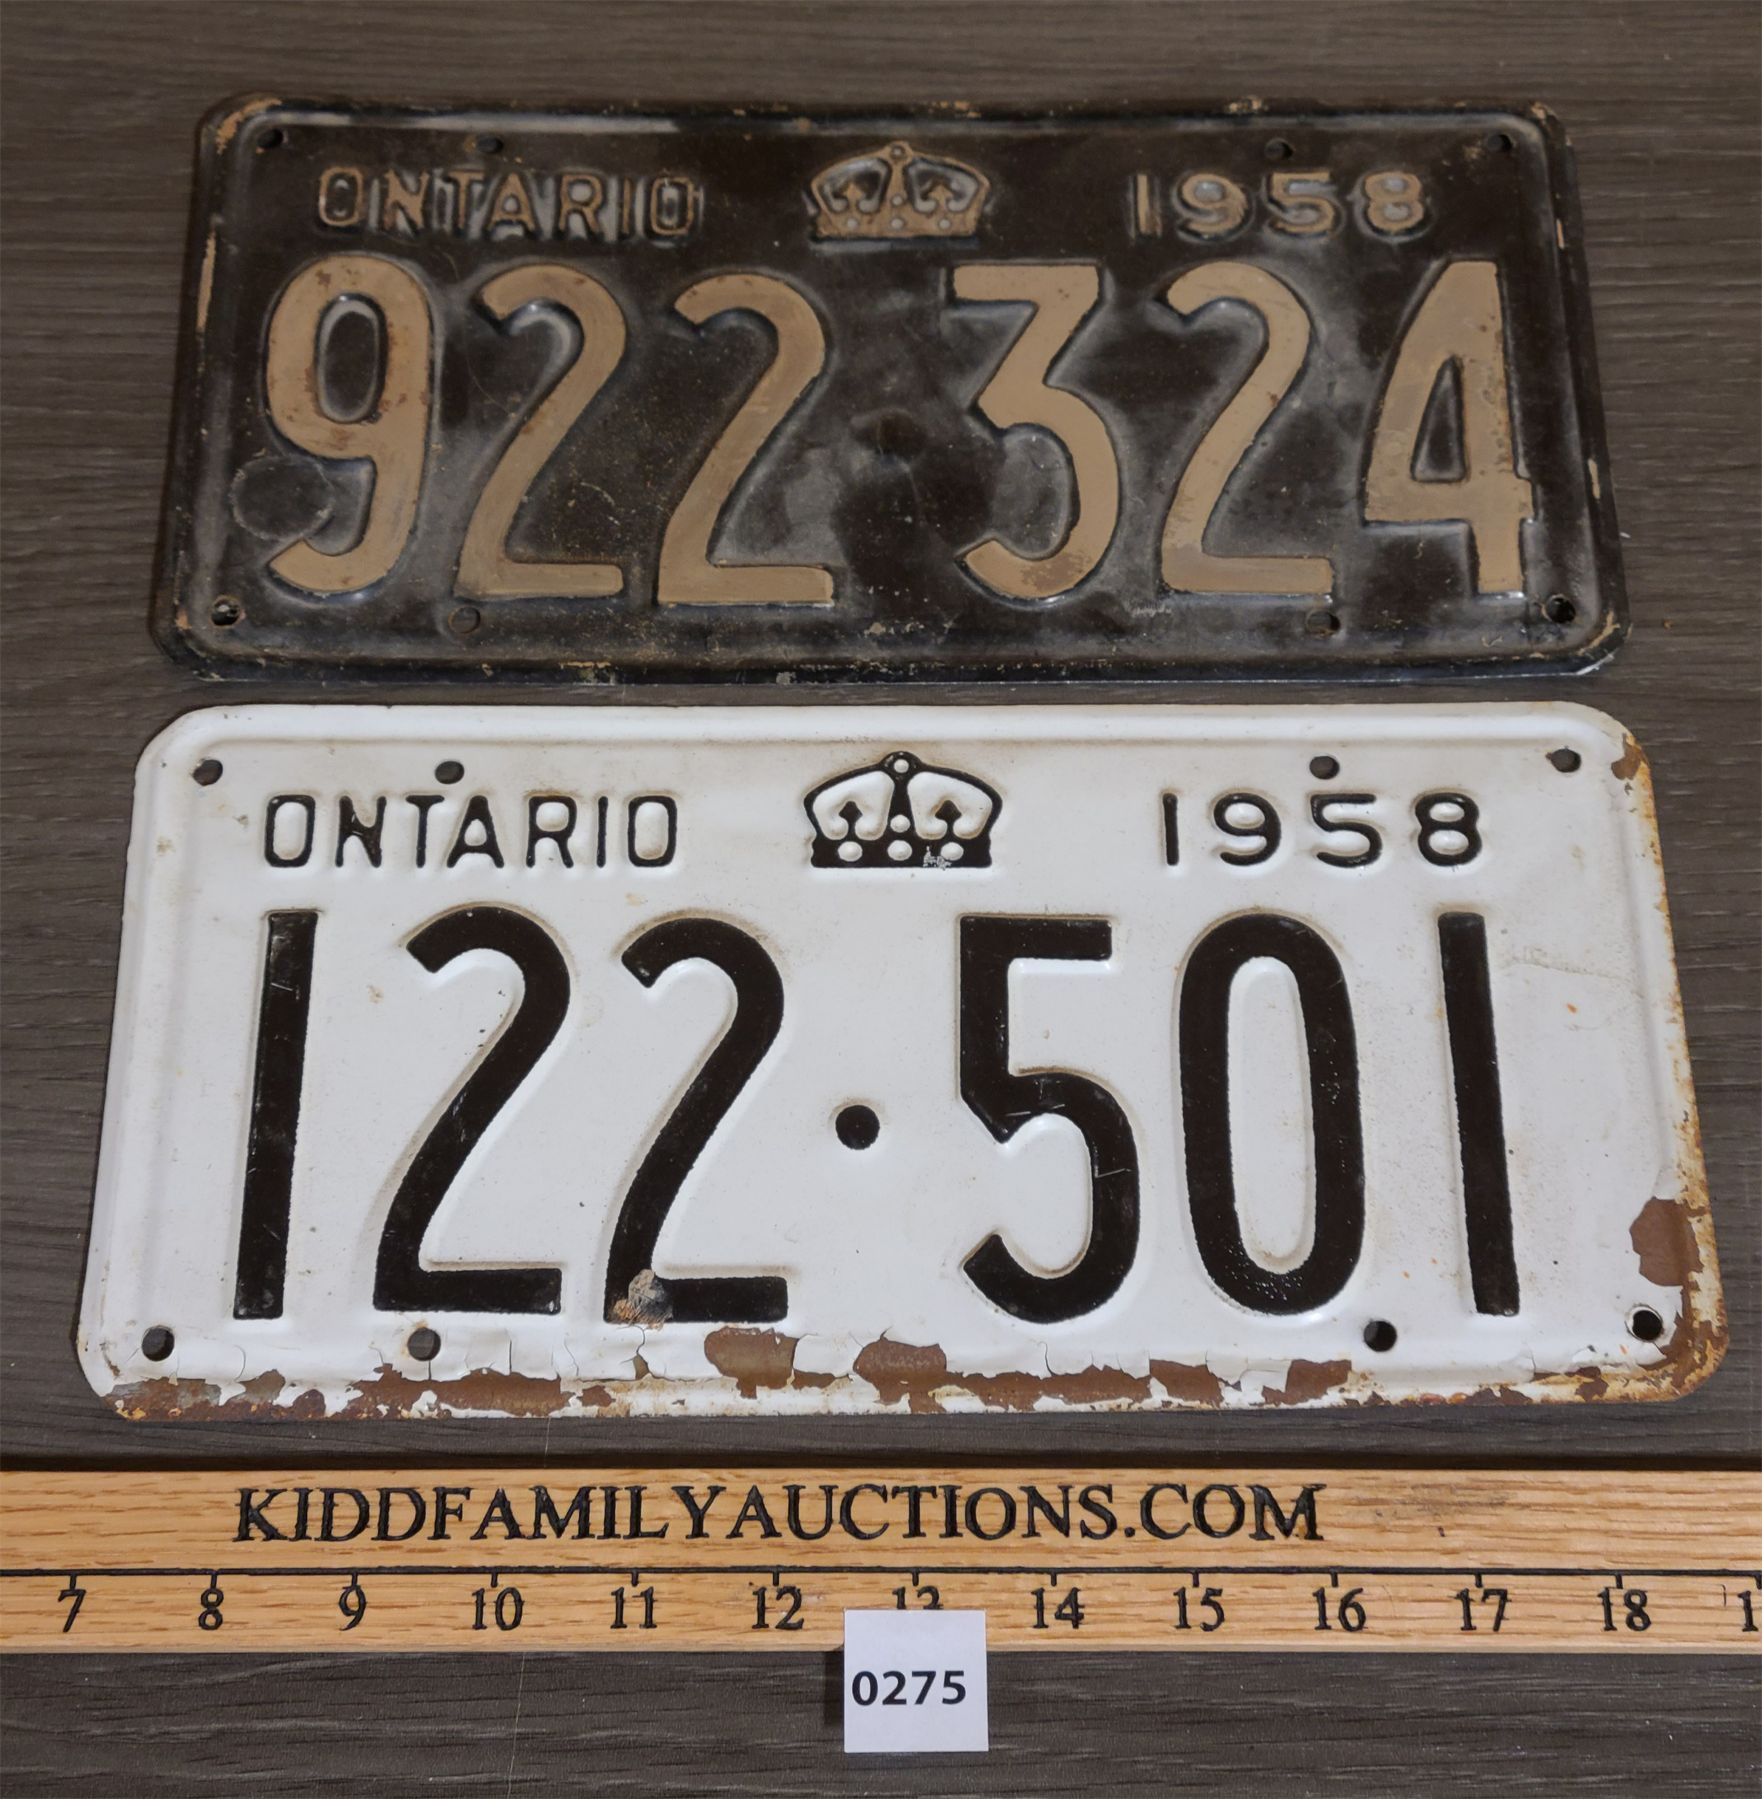 ONTARIO 1958
922 324
ONTARIO 1958
122·501
KIDDFAMILYAUCTIONS.COM
7 8 9 10 11 12 13 14 15 16 17 18 1
0275